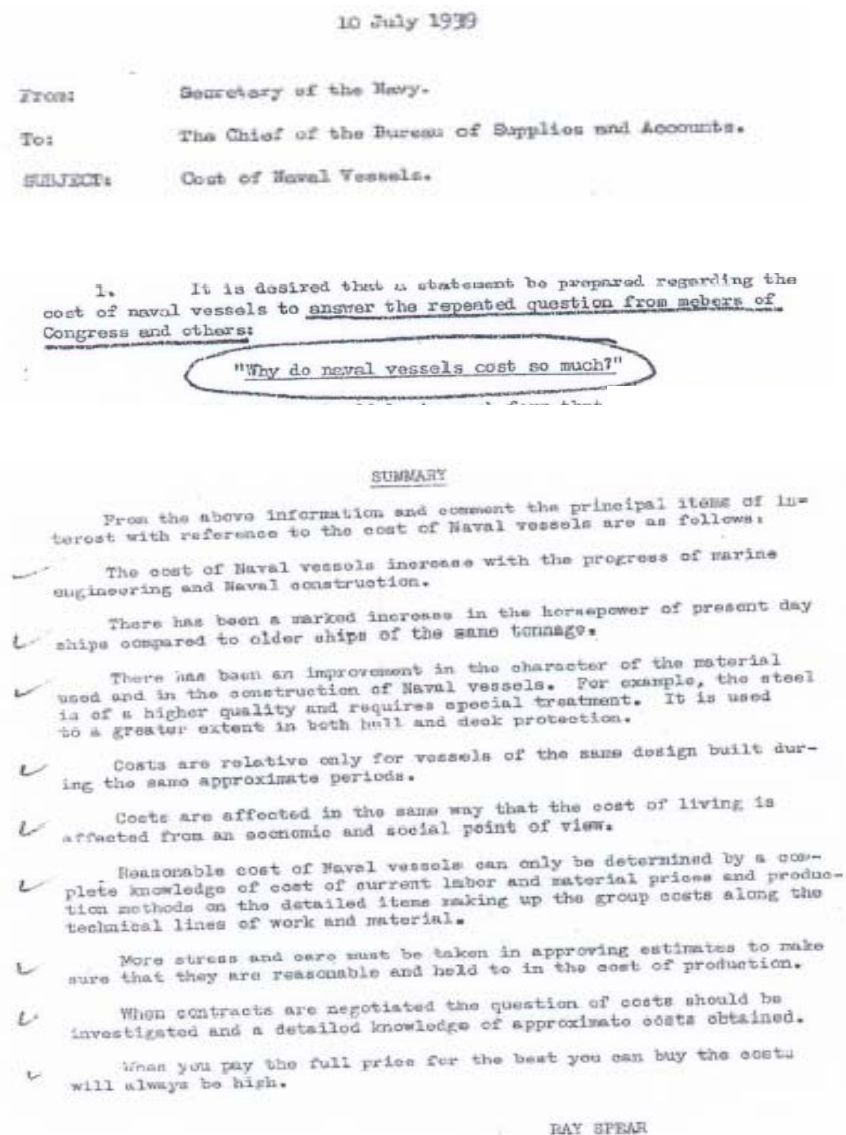 10 July 1939
From: Secretary of the Navy.
To: The Chief of the Bureau of Supplies and Accounts.
SUBJECT: Cost of Naval Vessels.
1. It is desired that a statement be prepared regarding the
cost of naval vessels to answer the repeated question from mebers of
Congress and others:
"Why do naval vessels cost so much?"
that
SUMMARY
From the above information and comment the principal items of in-
terest with reference to the cost of Naval vessels are as follows:
The cost of Naval vessels increase with the progress of marine
engineering and Naval construction.
There has been a marked increase in the horsepower of present day
ships compared to older ships of the same tonnage.
There has been an improvement in the character of the material
used and in the construction of Naval vessels. For example, the steel
is of a higher quality and requires special treatment. It is used
to a greater extent in both hull and deck protection.
Costs are relative only for vessels of the same design built dur-
ing the same approximate periods.
Costs are affected in the same way that the cost of living is
affected from an economic and social point of view.
Reasonable cost of Naval vessels can only be determined by a com-
plete knowledge of cost of current labor and material prices and produc-
tion methods on the detailed items making up the group costs along the
technical lines of work and material.
More stress and care must be taken in approving estimates to make
sure that they are reasonable and held to in the cost of production.
When contracts are negotiated the question of costs should be
investigated and a detailed knowledge of approximate costs obtained.
When you pay the full price for the best you can buy the costs
will always be high.
RAY SPEAR